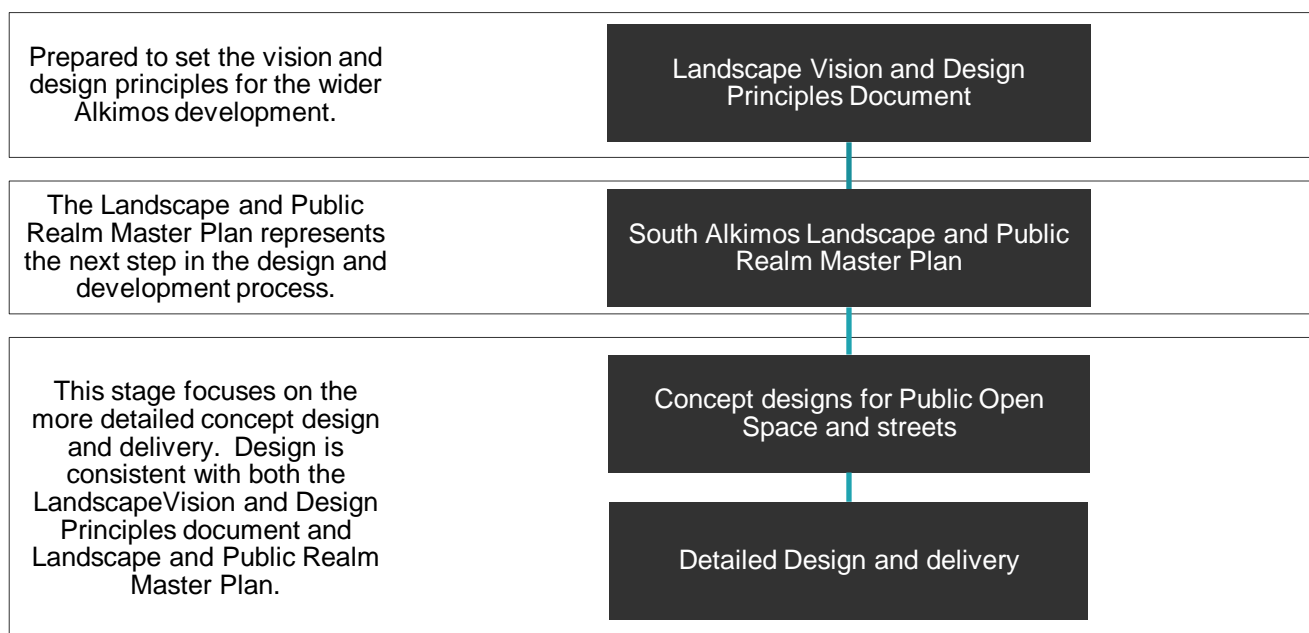 Prepared to set the vision and
design principles for the wider
Alkimos development.
Landscape Vision and Design
Principles Document
The Landscape and Public
Realm Master Plan represents
the next step in the design and
development process.
South Alkimos Landscape and Public
Realm Master Plan
This stage focuses on the
more detailed concept design
and delivery.  Design is
consistent with both the
LandscapeVision and Design
Principles document and
Landscape and Public Realm
Master Plan.
Concept designs for Public Open
Space and streets
Detailed Design and delivery